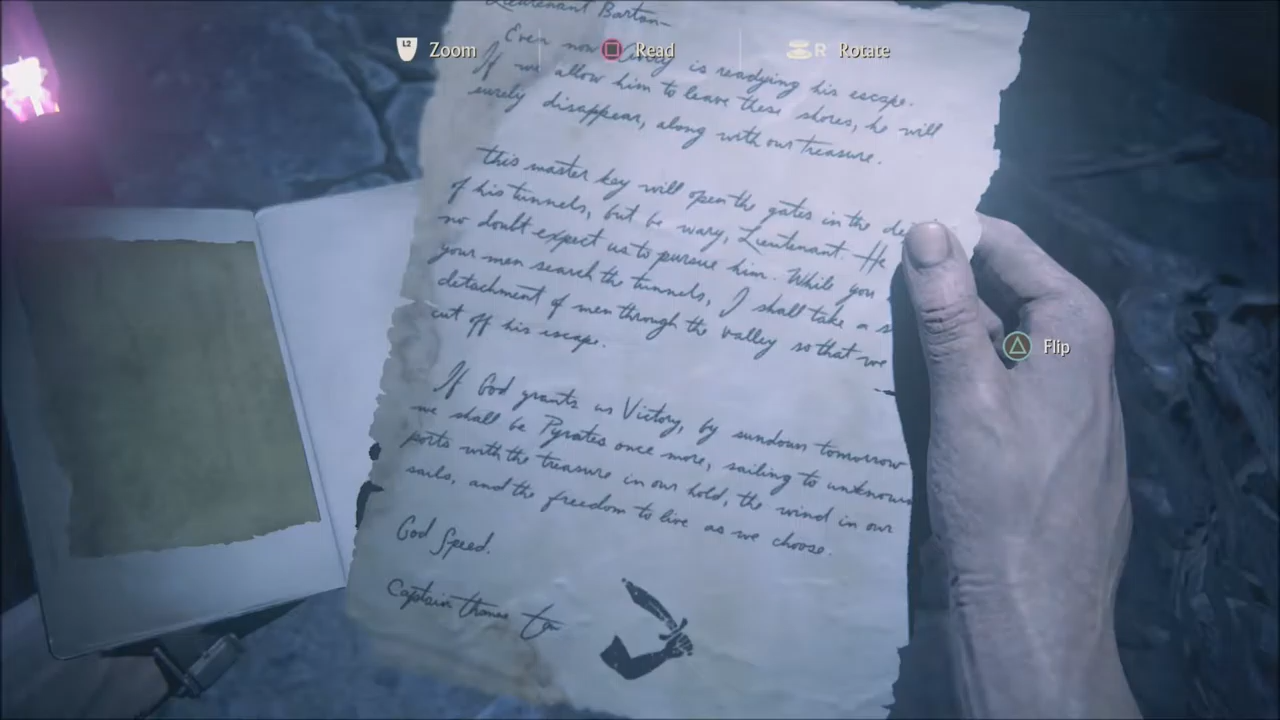 Lieutenant Barton—
Zoom
Read
Rotate
Even now Avery is readying his escape.
If we allow him to leave these shores, he will
surely disappear, along with our treasure.
this master key will open the gates in the
of his tunnels, but be wary, Lieutenant. He
no doubt expect us to pursue him. While you
your men search the tunnels, I shall take a
detachment of men through the valley so that we
cut off his escape.
Flip
If God grants us Victory, by sundown tomorrow
we shall be Pyrates once more, sailing to unknown
ports with the treasure in our hold, the wind in our
sails, and the freedom to live as we choose.
God Speed.
Captain thomas tew
L2
R